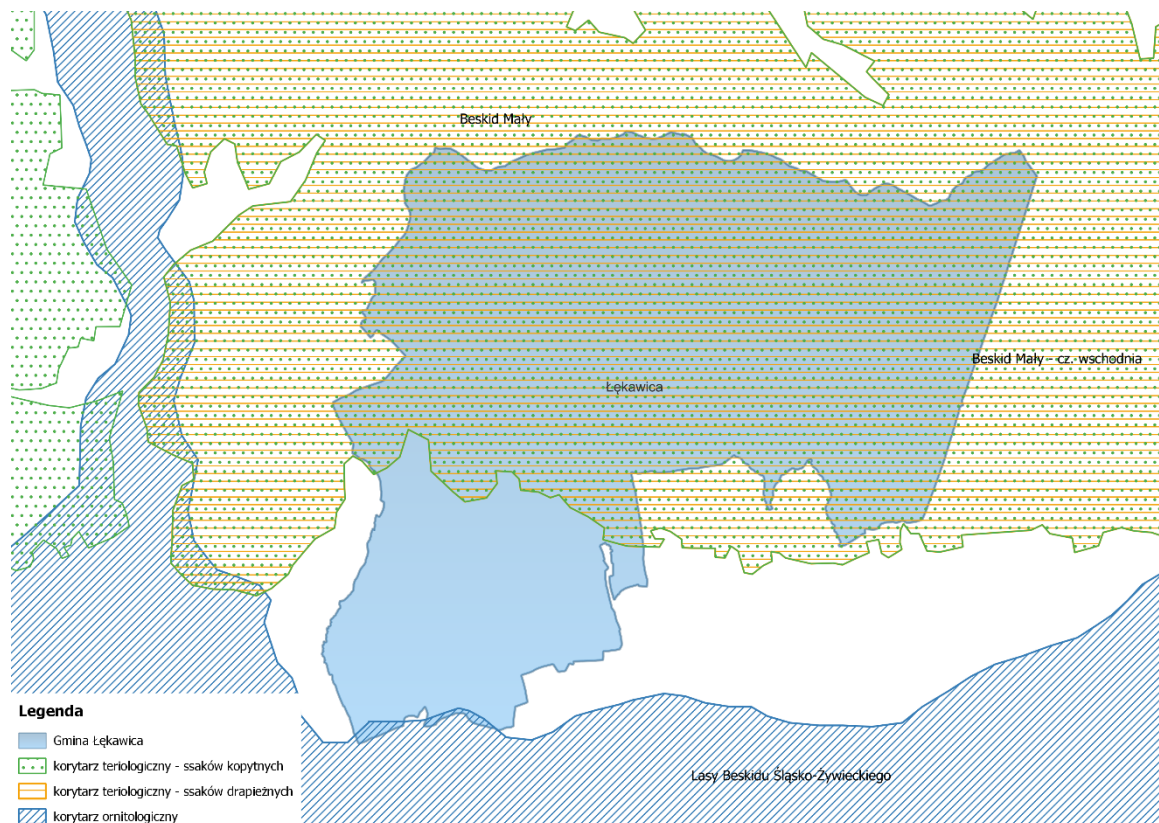 Beskid Mały
Beskid Mały - cz. wschodnia
Łękawica
Legenda
Gmina Łękawica
korytarz teriologiczny - ssaków kopytnych
Lasy Beskidu Śląsko-Żywieckiego
korytarz teriologiczny - ssaków drapieżnych
korytarz ornitologiczny